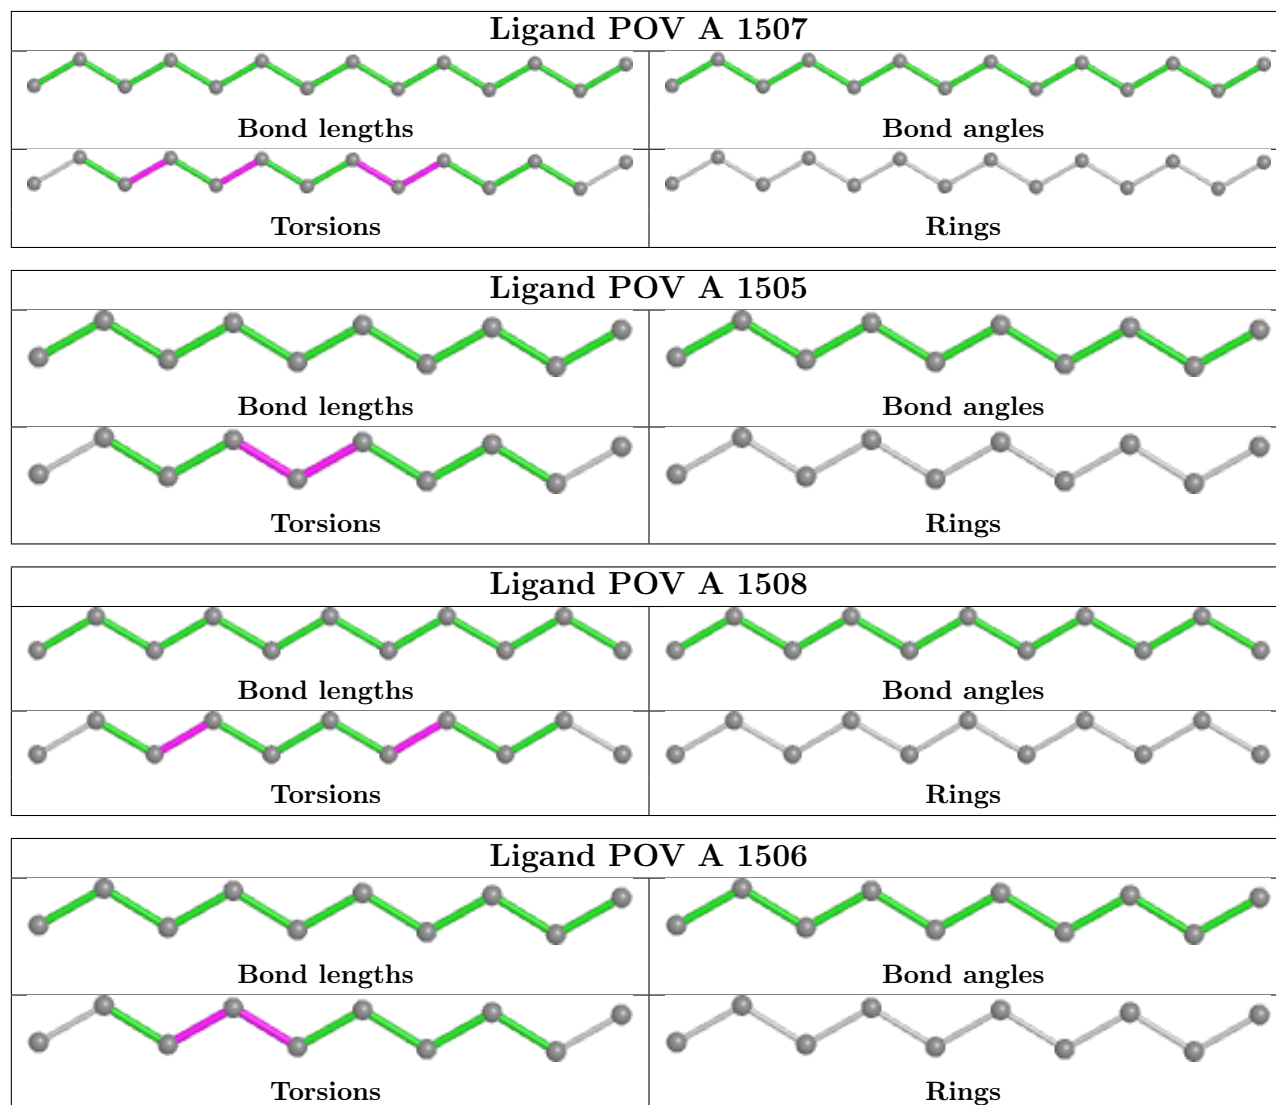 Ligand POV A 1507
Bond lengths
Bond angles
Torsions
Rings
Ligand POV A 1505
Bond lengths
Bond angles
Torsions
Rings
Ligand POV A 1508
Bond lengths
Bond angles
Torsions
Rings
Ligand POV A 1506
Bond lengths
Bond angles
Torsions
Rings